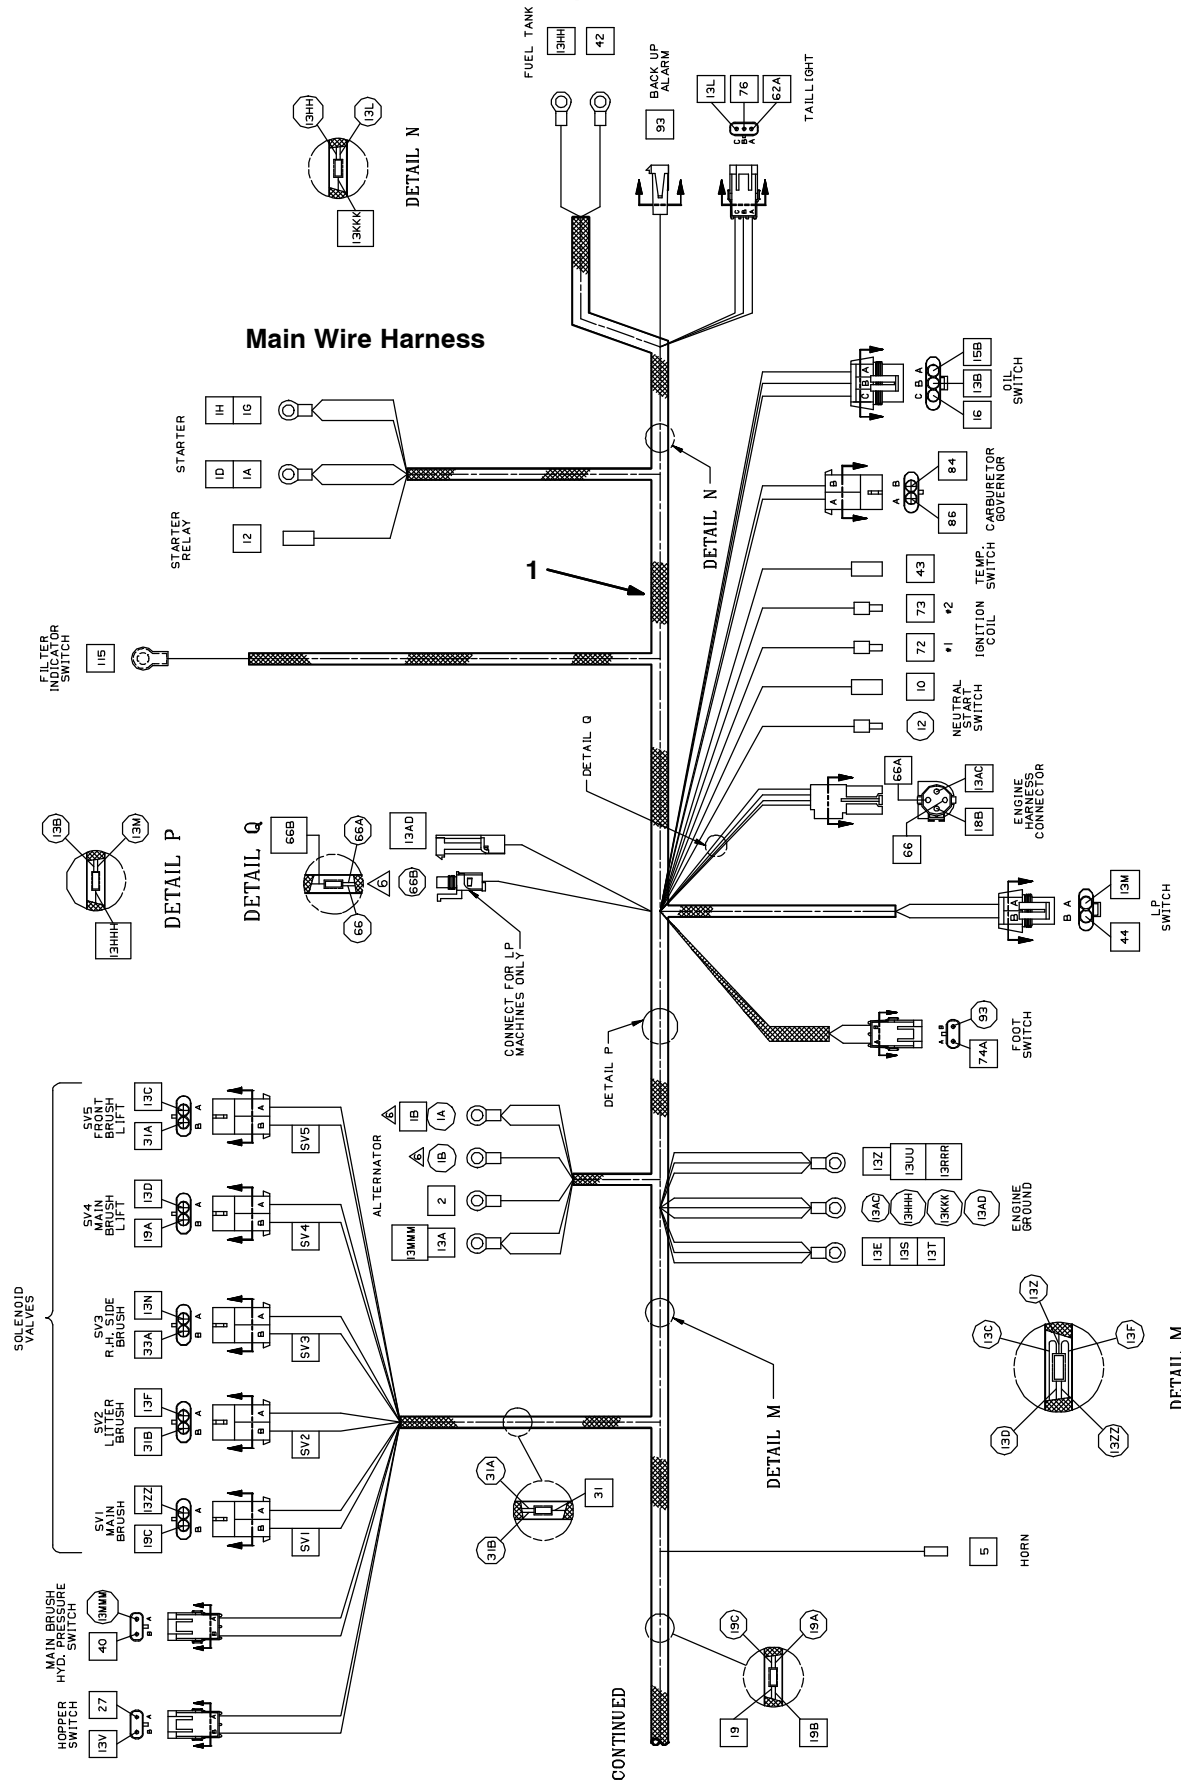 Main Wire Harness
1
SOLENOID
VALVES
HOPPER
SWITCH
13V
27
B
A
MAIN BRUSH
HYD. PRESSURE
SWITCH
40
13MMM
B
A
SV1
MAIN
BRUSH
19C
13ZZ
B
A
B
A
SV1
SV2
LITTER
BRUSH
31B
13F
B
A
B
A
SV2
SV3
R.H. SIDE
BRUSH
33A
13N
B
A
B
A
SV3
SV4
MAIN
BRUSH
LIFT
19A
13D
B
A
B
A
SV4
SV5
FRONT
BRUSH
LIFT
31A
13C
B
A
B
A
SV5
31B
31A
31
ALTERNATOR
13MMM
13A
2
6
1B
6
1B
1A
DETAIL P
13B
13M
13HHH
DETAIL Q
66B
66A
66
6
66B
13AD
CONNECT FOR LP
MACHINES ONLY
FILTER
INDICATOR
SWITCH
115
STARTER
RELAY
12
STARTER
1D
1A
1H
1G
DETAIL N
13HH
13L
13KKK
FUEL TANK
13HH
42
BACK UP
ALARM
93
13L
76
62A
C
B
A
C
B
A
TAILLIGHT
CONTINUED
19C
19A
19
19B
5
HORN
DETAIL M
13C
13Z
13D
13F
13ZZ
DETAIL M
13E
13S
13T
13AC
13HHH
13KKK
13AD
13Z
13UU
13RRR
ENGINE
GROUND
DETAIL P
B
A
A
B
74A
93
FOOT
SWITCH
B
A
B
A
44
13M
LP
SWITCH
DETAIL Q
66A
66
18B
13AC
ENGINE
HARNESS
CONNECTOR
12
10
NEUTRAL
START
SWITCH
72
73
#1
#2
IGNITION
COIL
43
TEMP.
SWITCH
A
B
A
B
86
84
CARBURETOR
GOVERNOR
C
B
A
C
B
A
16
13B
15B
OIL
SWITCH
DETAIL N